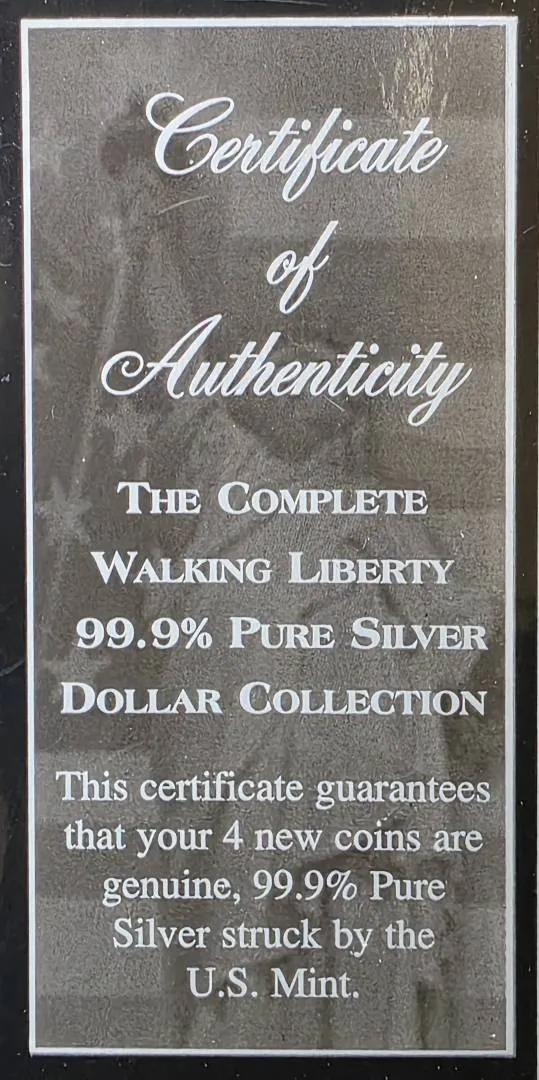 Certificate
of
Authenticity
THE COMPLETE
WALKING LIBERTY
99.9% PURE SILVER
DOLLAR COLLECTION
This certificate guarantees
that your 4 new coins are
genuine, 99.9% Pure
Silver struck by the
U.S. Mint.